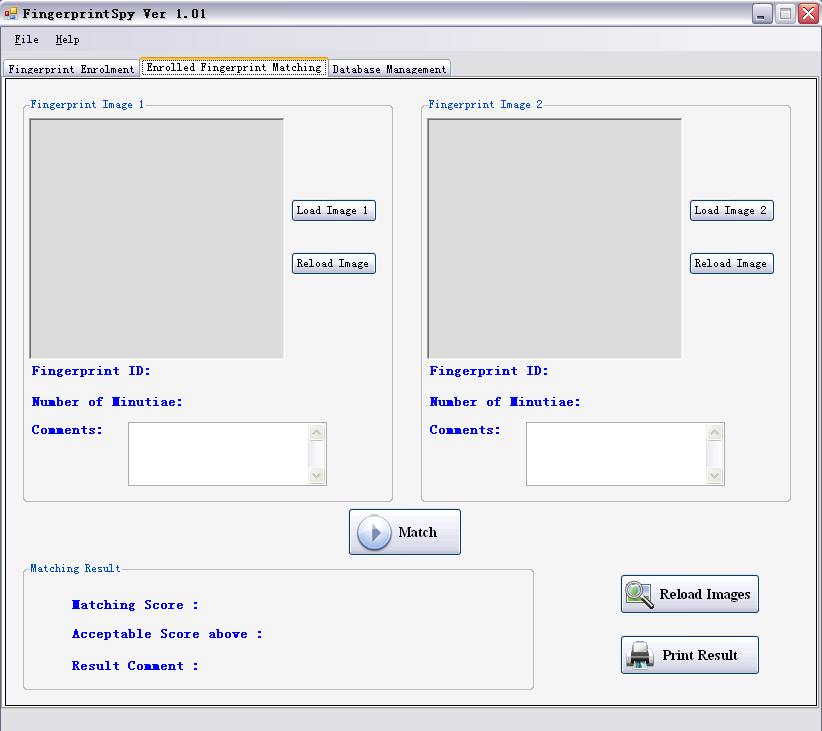 FingerprintSpy Ver 1.01
File Help
Fingerprint Enrolment Enrolled Fingerprint Matching Database Management
Fingerprint Image 1
Load Image 1
Reload Image
Fingerprint ID:
Number of Minutiae:
Comments:
Fingerprint Image 2
Load Image 2
Reload Image
Fingerprint ID:
Number of Minutiae:
Comments:
Match
Matching Result
Matching Score :
Acceptable Score above :
Result Comment :
Reload Images
Print Result